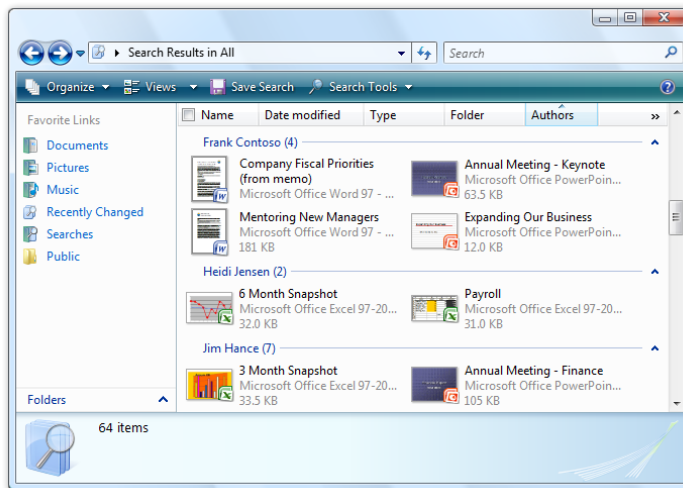 Search Results in All
Search
Organize Views Save Search Search Tools
Favorite Links
Documents
Pictures
Music
Recently Changed
Searches
Public
Folders
Name Date modified Type Folder Authors »
Frank Contoso (4)
Company Fiscal Priorities
(from memo)
Microsoft Office Word 97 - ...
Annual Meeting - Keynote
Microsoft Office PowerPoin...
63.5 KB
Mentoring New Managers
Microsoft Office Word 97 - ...
181 KB
Expanding Our Business
Microsoft Office PowerPoin...
12.0 KB
Heidi Jensen (2)
6 Month Snapshot
Microsoft Office Excel 97-20...
32.0 KB
Payroll
Microsoft Office Excel 97-20...
31.0 KB
Jim Hance (7)
3 Month Snapshot
Microsoft Office Excel 97-20...
33.5 KB
Annual Meeting - Finance
Microsoft Office PowerPoin...
105 KB
64 items